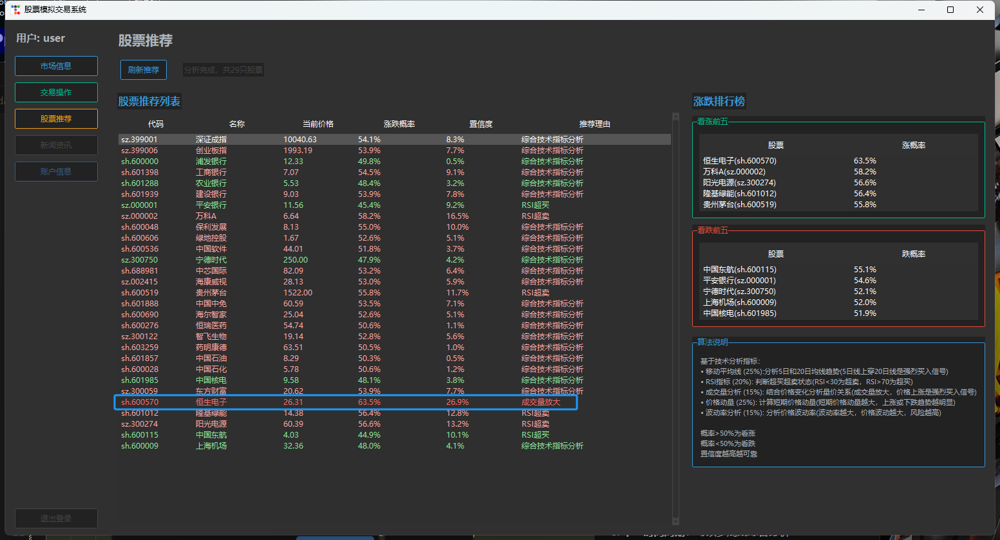 股票模拟交易系统
用户: user
市场信息
交易操作
股票推荐
新闻资讯
账户信息
退出登录
股票推荐
刷新推荐
分析完成，共29只股票
股票推荐列表
代码 名称 当前价格 涨跌概率 置信度 推荐理由
sz.399001 深证成指 10040.63 54.1% 8.3% 综合技术指标分析
sz.399006 创业板指 1993.19 53.9% 7.7% 综合技术指标分析
sh.600000 浦发银行 12.33 49.8% 0.5% 综合技术指标分析
sh.601398 工商银行 7.07 54.5% 9.1% 综合技术指标分析
sh.601288 农业银行 5.53 48.4% 3.2% 综合技术指标分析
sh.601939 建设银行 9.03 53.9% 7.8% 综合技术指标分析
sz.000001 平安银行 11.56 45.4% 9.2% RSI超买
sz.000002 万科A 6.64 58.2% 16.5% RSI超卖
sh.600048 保利发展 8.13 55.0% 10.0% 综合技术指标分析
sh.600606 绿地控股 1.67 52.6% 5.1% 综合技术指标分析
sh.600536 中国软件 44.01 51.8% 3.7% 综合技术指标分析
sz.300750 宁德时代 250.00 47.9% 4.2% 综合技术指标分析
sh.688981 中芯国际 82.09 53.2% 6.4% 综合技术指标分析
sz.002415 海康威视 28.13 53.0% 5.9% 综合技术指标分析
sh.600519 贵州茅台 1522.00 55.8% 11.7% RSI超卖
sh.601888 中国中免 60.59 53.5% 7.1% 综合技术指标分析
sh.600690 海尔智家 25.04 52.6% 5.1% 综合技术指标分析
sh.600276 恒瑞医药 54.74 50.6% 1.1% 综合技术指标分析
sz.300122 智飞生物 19.14 52.8% 5.6% 综合技术指标分析
sh.603259 药明康德 63.51 50.5% 1.0% 综合技术指标分析
sh.601857 中国石油 8.29 50.3% 0.5% 综合技术指标分析
sh.600028 中国石化 5.78 50.6% 1.2% 综合技术指标分析
sh.601985 中国核电 9.58 48.1% 3.8% 综合技术指标分析
sz.300059 东方财富 20.62 53.9% 7.7% 综合技术指标分析
sh.600570 恒生电子 26.31 63.5% 26.9% 成交量放大
sh.601012 隆基绿能 14.38 56.4% 12.8% RSI超卖
sz.300274 阳光电源 60.39 56.6% 13.2% RSI超卖
sh.600115 中国东航 4.03 44.9% 10.1% RSI超买
sh.600009 上海机场 32.36 48.0% 4.1% 综合技术指标分析
涨跌排行榜
看涨前五
股票 涨概率
恒生电子(sh.600570) 63.5%
万科A(sz.000002) 58.2%
阳光电源(sz.300274) 56.6%
隆基绿能(sh.601012) 56.4%
贵州茅台(sh.600519) 55.8%
看跌前五
股票 跌概率
中国东航(sh.600115) 55.1%
平安银行(sz.000001) 54.6%
宁德时代(sz.300750) 52.1%
上海机场(sh.600009) 52.0%
中国核电(sh.601985) 51.9%
算法说明
基于技术分析指标：
• 移动平均线 (25%):分析5日和20日均线趋势(5日线上穿20日线是强烈买入信号)
• RSI指标 (20%): 判断超买超卖状态(RSI<30为超卖，RSI>70为超买)
• 成交量分析 (15%): 结合价格变化分析量价关系(成交量放大，价格上涨是强烈买入信号)
• 价格动量 (25%): 计算短期价格动量(短期价格动量越大，上涨或下跌趋势越明显)
• 波动率分析 (15%): 分析价格波动率(波动率越大，价格波动越大，风险越高)
概率>50%为看涨
概率<50%为看跌
置信度越高越可靠